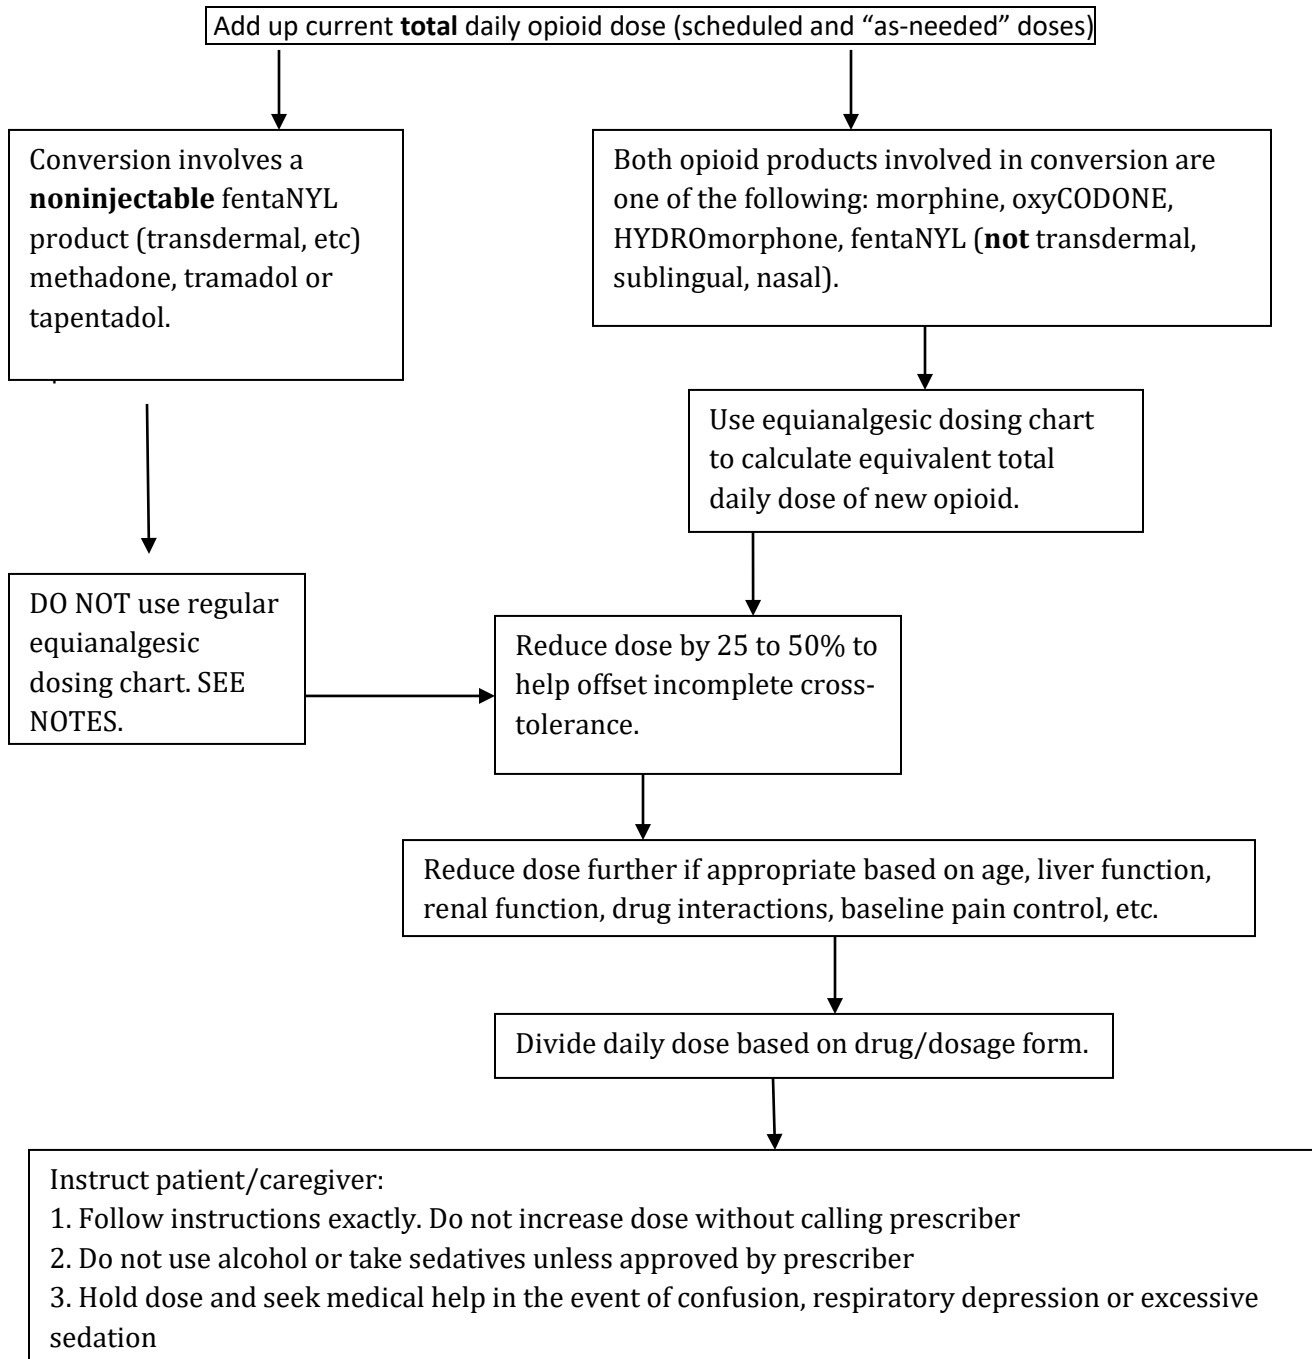 Add up current total daily opioid dose (scheduled and “as-needed” doses)
Conversion involves a
noninjectable fentaNYL
product (transdermal, etc)
methadone, tramadol or
tapentadol.
Both opioid products involved in conversion are
one of the following: morphine, oxyCODONE,
HYDROmorphone, fentaNYL (not transdermal,
sublingual, nasal).
Use equianalgesic dosing chart
to calculate equivalent total
daily dose of new opioid.
DO NOT use regular
equianalgesic
dosing chart. SEE
NOTES.
Reduce dose by 25 to 50% to
help offset incomplete cross-
tolerance.
Reduce dose further if appropriate based on age, liver function,
renal function, drug interactions, baseline pain control, etc.
Divide daily dose based on drug/dosage form.
Instruct patient/caregiver:
1. Follow instructions exactly. Do not increase dose without calling prescriber
2. Do not use alcohol or take sedatives unless approved by prescriber
3. Hold dose and seek medical help in the event of confusion, respiratory depression or excessive
sedation